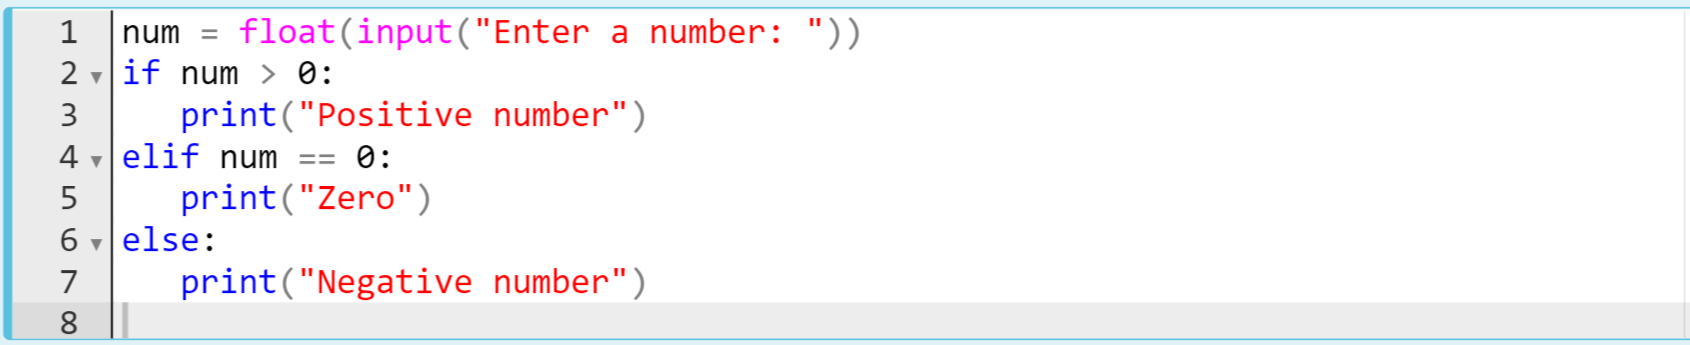 1 num = float(input("Enter a number: "))
2 if num > 0:
3    print("Positive number")
4 elif num == 0:
5    print("Zero")
6 else:
7    print("Negative number")
8